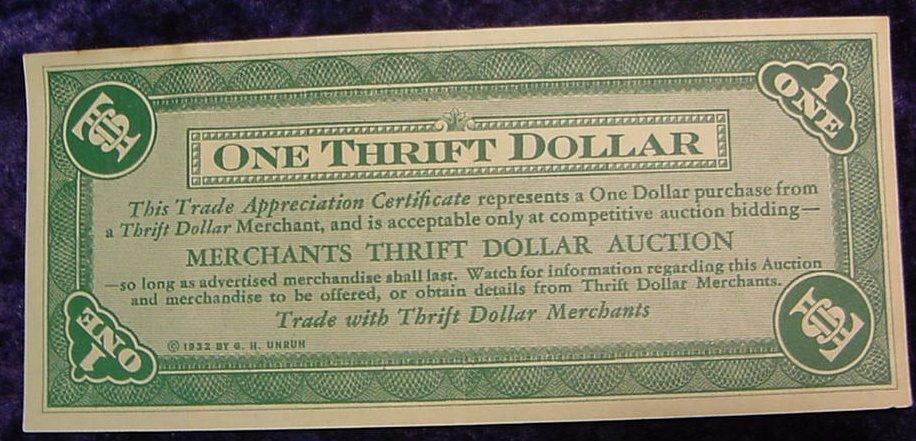 1
ONE
ONE THRIFT DOLLAR
This Trade Appreciation Certificate represents a One Dollar purchase from
a Thrift Dollar Merchant, and is acceptable only at competitive auction bidding—
MERCHANTS THRIFT DOLLAR AUCTION
—so long as advertised merchandise shall last. Watch for information regarding this Auction
and merchandise to be offered, or obtain details from Thrift Dollar Merchants.
Trade with Thrift Dollar Merchants
© 1932 BY G. H. UNRUH
ONE
1